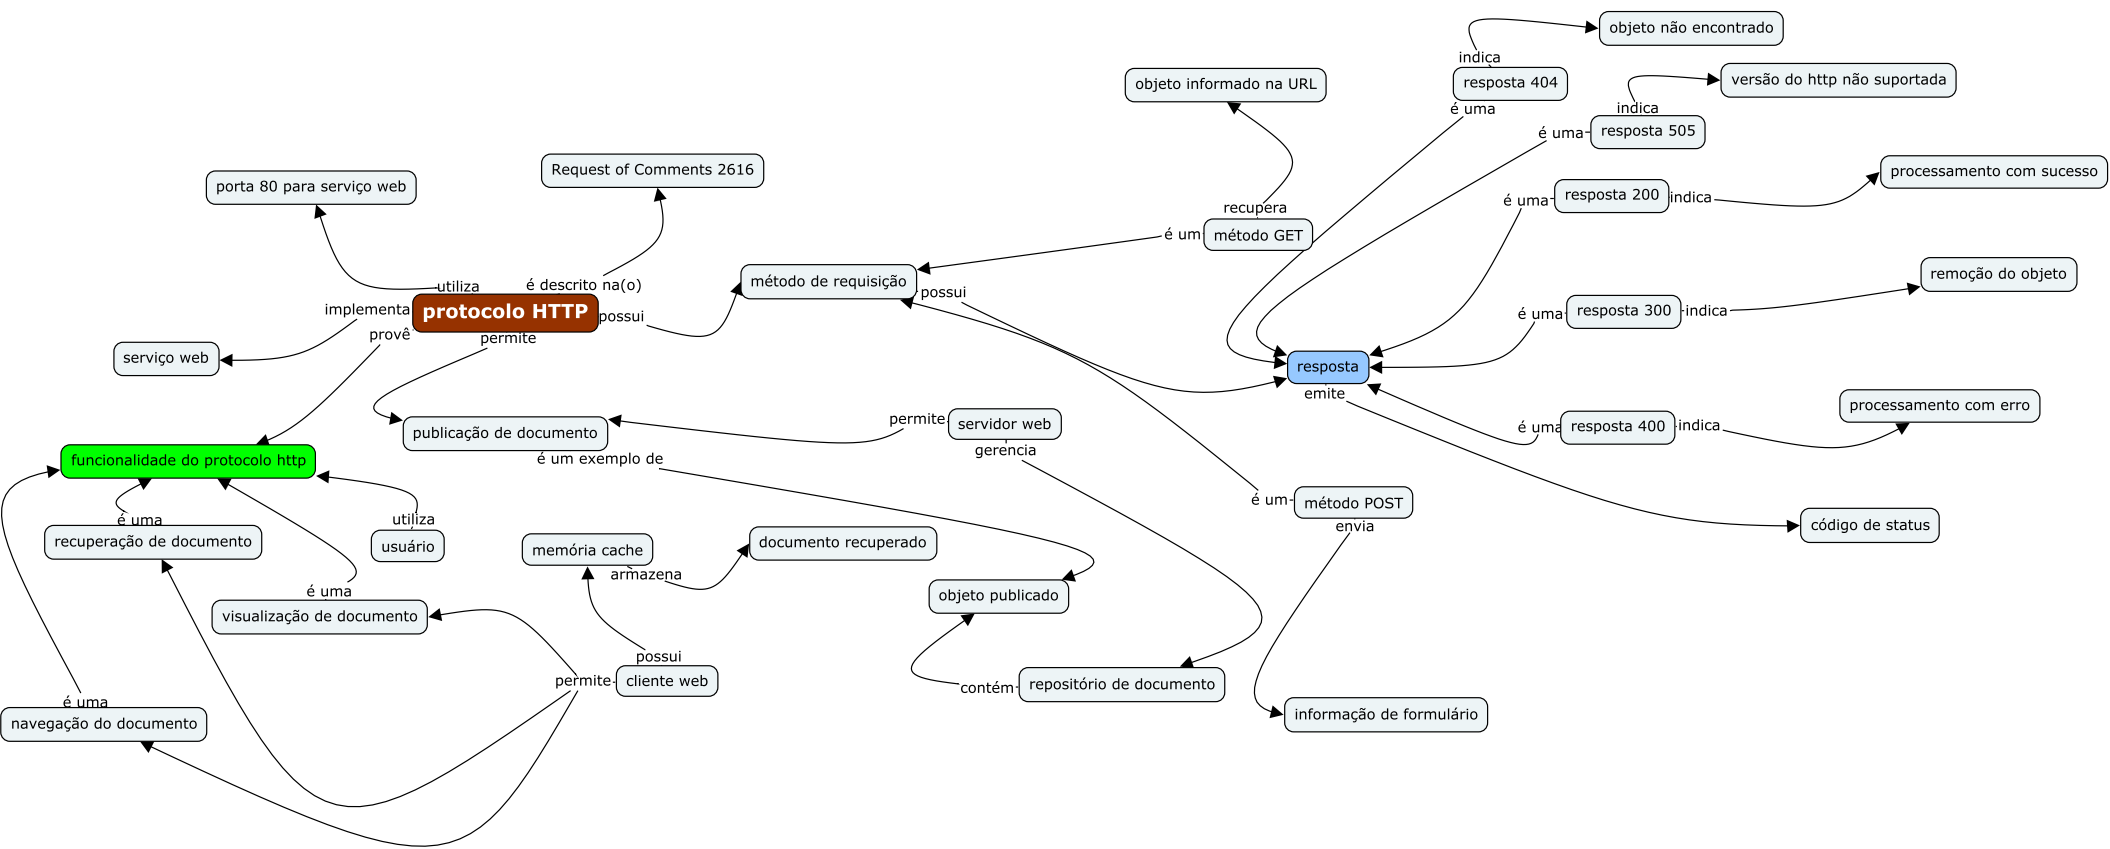 objeto não encontrado
indica
resposta 404
é uma
versão do http não suportada
indica
resposta 505
é uma
objeto informado na URL
recupera
método GET
é um
processamento com sucesso
indica
resposta 200
é uma
Request of Comments 2616
porta 80 para serviço web
é descrito na(o)
utiliza
implementa
protocolo HTTP
possui
provê
permite
serviço web
método de requisição
possui
remoção do objeto
indica
resposta 300
é uma
resposta
emite
processamento com erro
indica
resposta 400
é uma
publicação de documento
é um exemplo de
permite
servidor web
gerencia
funcionalidade do protocolo http
é uma
recuperação de documento
utiliza
usuário
é uma
visualização de documento
memória cache
armazena
documento recuperado
é um
método POST
envia
código de status
objeto publicado
possui
permite
cliente web
contém
repositório de documento
é uma
navegação do documento
informação de formulário